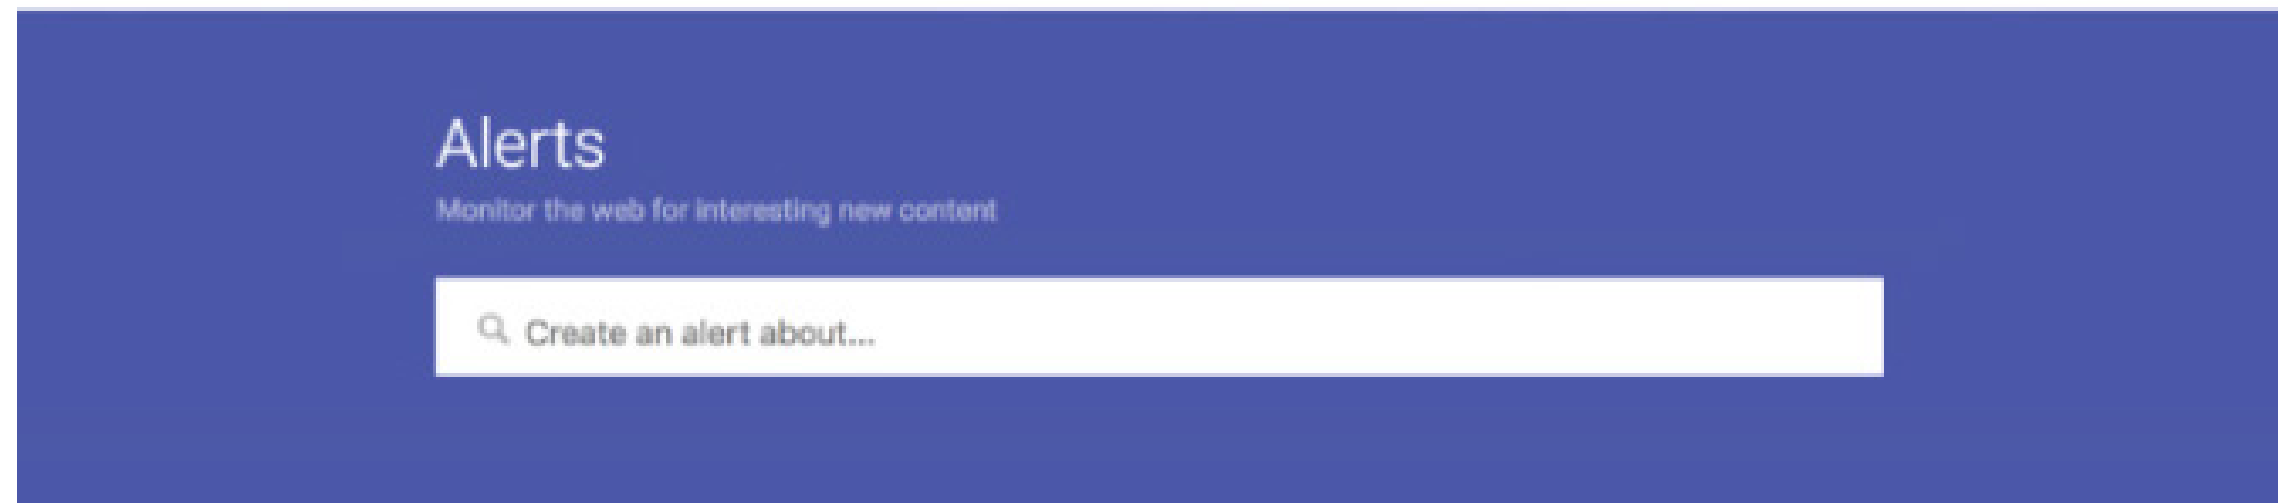 Alerts
Monitor the web for interesting new content
Create an alert about...